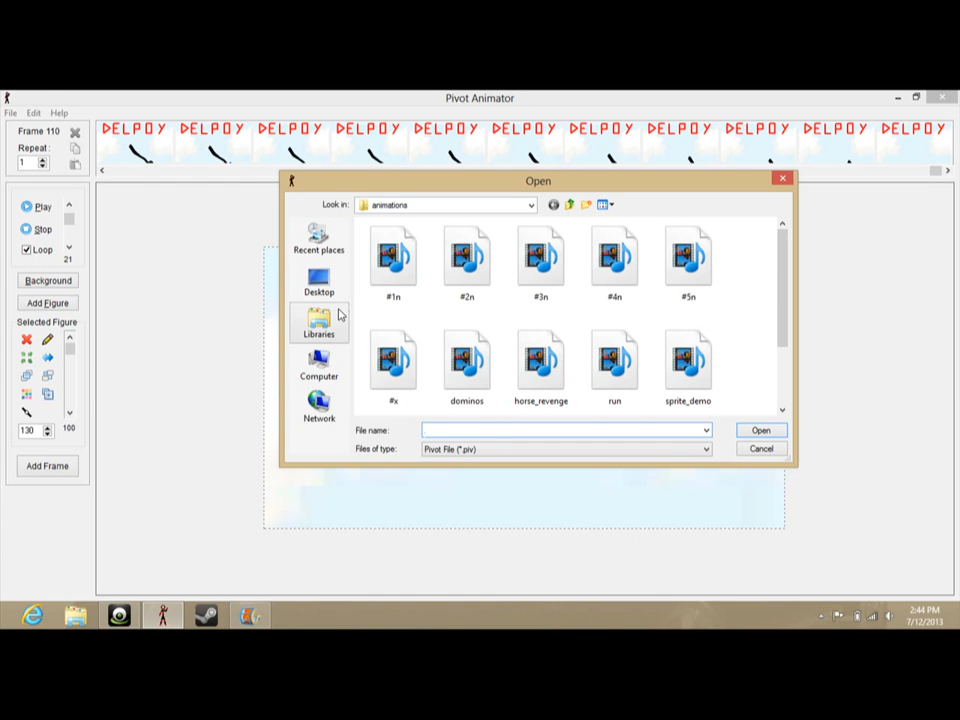 Pivot Animator
File Edit Help
Frame 110
Repeat:
1
DELPOY DELPOY DELPOY DELPOY DELPOY DELPOY DELPOY DELPOY DELPOY DELPOY DELPOY
Play
Stop
Loop
21
Background
Add Figure
Selected Figure
130
100
Add Frame
Open
Look in:
animations
Recent places
Desktop
Libraries
Computer
Network
#1n #2n #3n #4n #5n
#x dominos horse_revenge run sprite_demo
File name:
Open
Files of type:
Pivot File (*.piv)
Cancel
2:44 PM
7/12/2013